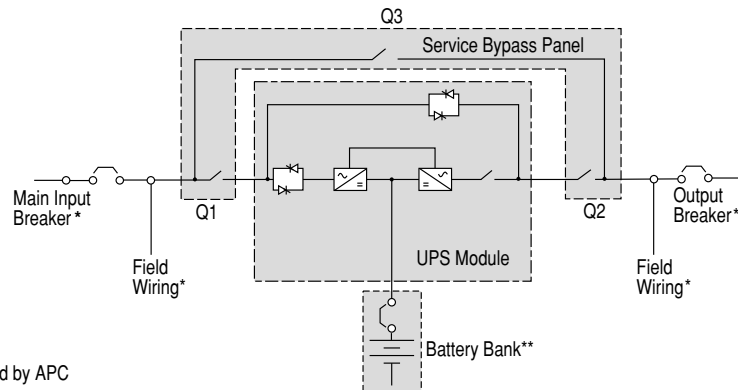 Q3
Service Bypass Panel
Main Input
Breaker*
Q1
Q2
Output
Breaker*
UPS Module
Field
Wiring*
Field
Wiring*
Battery Bank**
d by APC